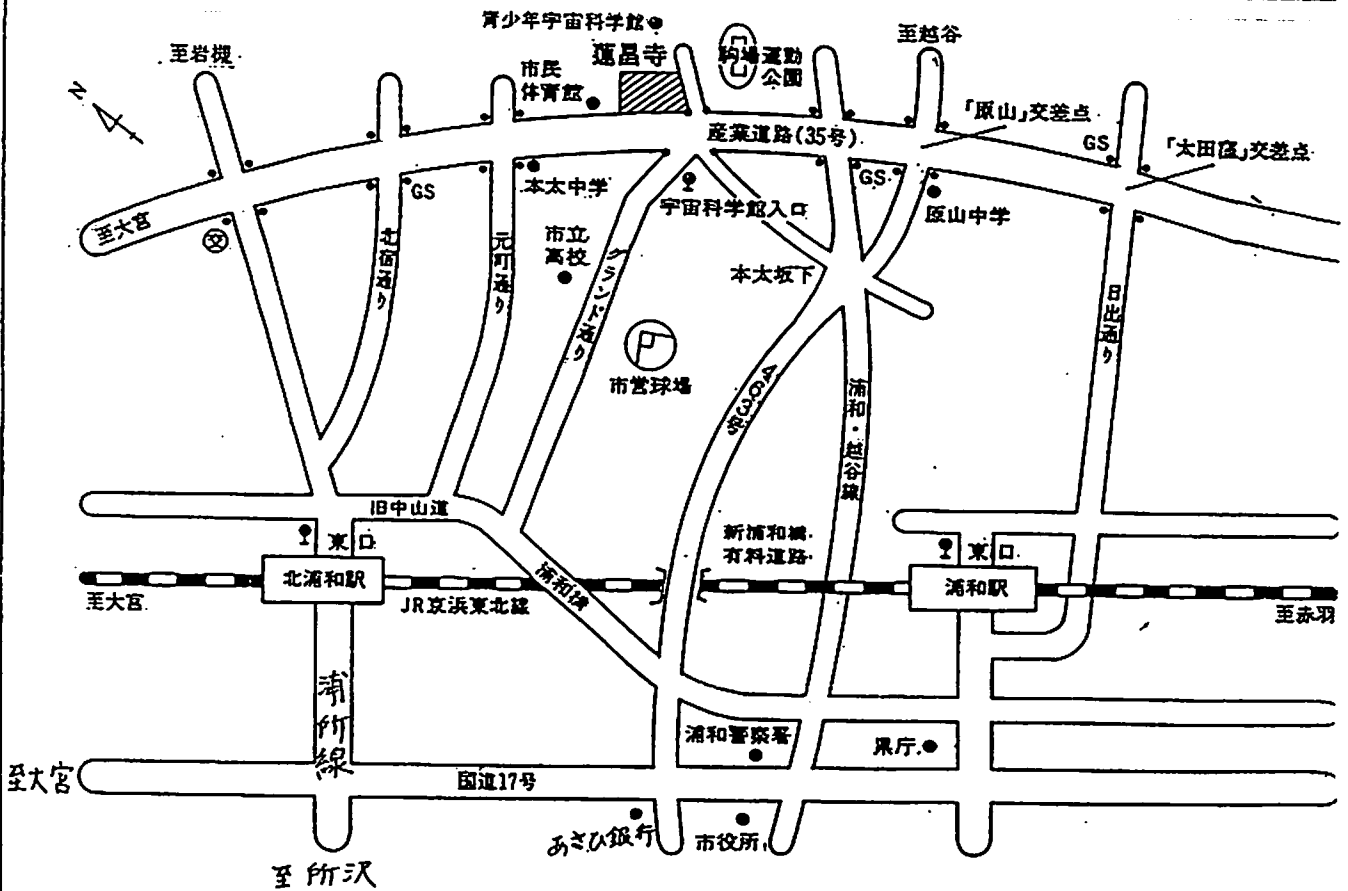 青少年宇宙科学館
至岩槻
市民
体育館
蓮昌寺
駒場運動
公園
至越谷
N
「原山」交差点
産業道路(35号)
GS
「太田窪」交差点
至大宮
GS
本太中学
宇宙科学館入口
GS
原山中学
北宿通り
元町通り
市立
高校
グランド通り
本太坂下
日出通り
市営球場
463号
浦和・越谷線
旧中山道
東口
新浦和橋
有料道路
東口
北浦和駅
浦和橋
浦和駅
至大宮
JR京浜東北線
至赤羽
浦所線
浦和警察署
県庁
至大宮
国道17号
あさひ銀行
市役所
至所沢